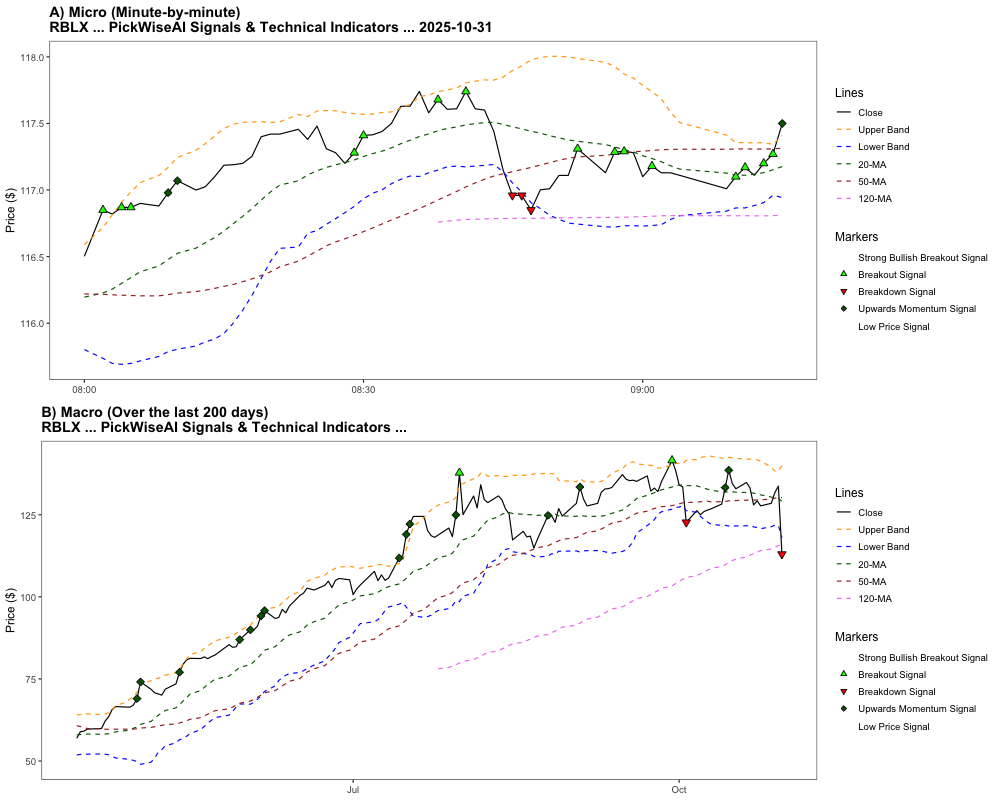 A) Micro (Minute-by-minute)
RBLX ... PickWiseAI Signals & Technical Indicators ... 2025-10-31
118.0
117.5
117.0
116.5
116.0
Price ($)
08:00
08:30
09:00
Lines
Close
Upper Band
Lower Band
20-MA
50-MA
120-MA
Markers
Strong Bullish Breakout Signal
Breakout Signal
Breakdown Signal
Upwards Momentum Signal
Low Price Signal
B) Macro (Over the last 200 days)
RBLX ... PickWiseAI Signals & Technical Indicators ...
125
100
75
50
Price ($)
Jul
Oct
Lines
Close
Upper Band
Lower Band
20-MA
50-MA
120-MA
Markers
Strong Bullish Breakout Signal
Breakout Signal
Breakdown Signal
Upwards Momentum Signal
Low Price Signal